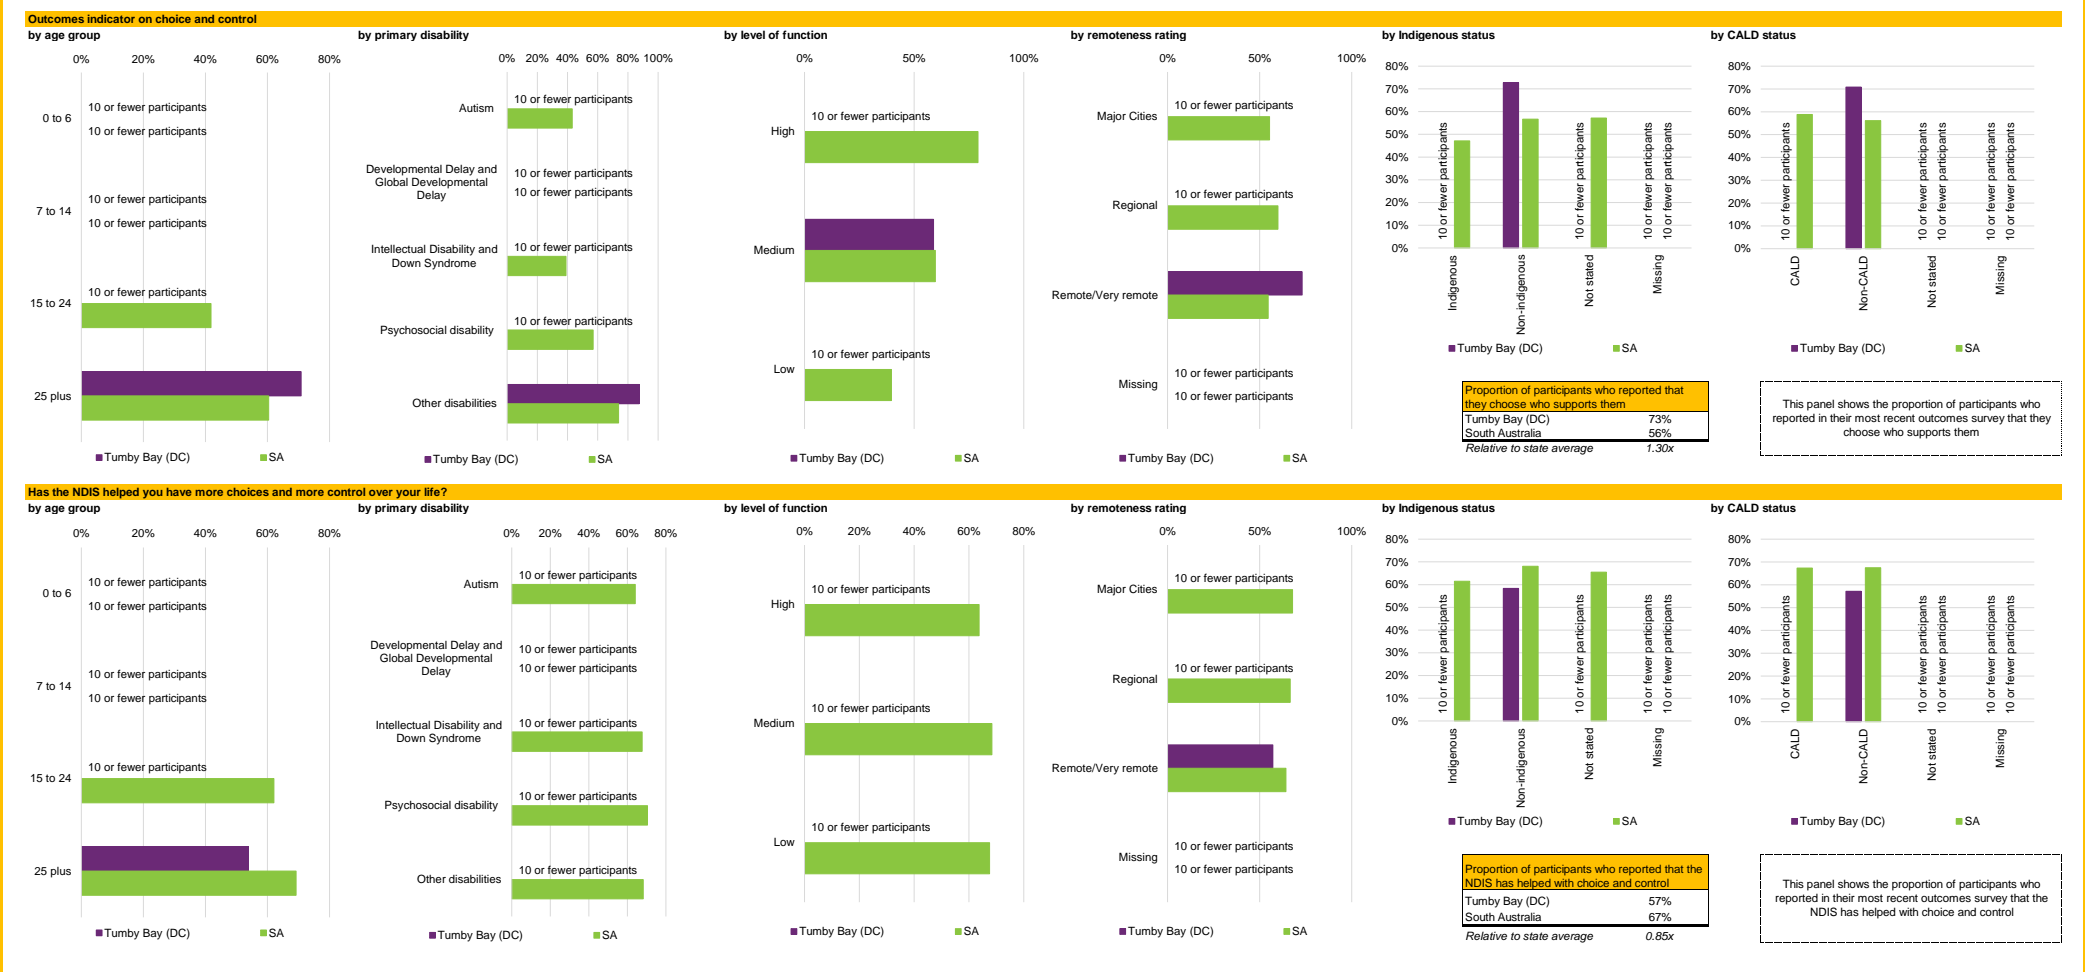 Outcomes indicator on choice and control
by age group
0% 20% 40% 60% 80%
0 to 6
10 or fewer participants
10 or fewer participants
7 to 14
10 or fewer participants
10 or fewer participants
15 to 24
10 or fewer participants
25 plus
Tumby Bay (DC) SA
by primary disability
0% 20% 40% 60% 80% 100%
Autism
10 or fewer participants
Developmental Delay and
Global Developmental
Delay
10 or fewer participants
10 or fewer participants
Intellectual Disability and
Down Syndrome
10 or fewer participants
Psychosocial disability
10 or fewer participants
Other disabilities
Tumby Bay (DC) SA
by level of function
0% 50% 100%
High
10 or fewer participants
Medium
Low
10 or fewer participants
Tumby Bay (DC) SA
by remoteness rating
0% 50% 100%
Major Cities
10 or fewer participants
Regional
10 or fewer participants
Remote/Very remote
Missing
10 or fewer participants
10 or fewer participants
Tumby Bay (DC) SA
by Indigenous status
80%
70%
60%
50%
40%
30%
20%
10%
0%
10 or fewer participants
10 or fewer participants
10 or fewer participants
10 or fewer participants
Indigenous
Non-indigenous
Not stated
Missing
Tumby Bay (DC) SA
Proportion of participants who reported that
they choose who supports them
Tumby Bay (DC) 73%
South Australia 56%
Relative to state average 1.30x
by CALD status
80%
70%
60%
50%
40%
30%
20%
10%
0%
10 or fewer participants
10 or fewer participants
10 or fewer participants
10 or fewer participants
10 or fewer participants
CALD
Non-CALD
Not stated
Missing
Tumby Bay (DC) SA
This panel shows the proportion of participants who
reported in their most recent outcomes survey that they
choose who supports them
Has the NDIS helped you have more choices and more control over your life?
by age group
0% 20% 40% 60% 80%
0 to 6
10 or fewer participants
10 or fewer participants
7 to 14
10 or fewer participants
10 or fewer participants
15 to 24
10 or fewer participants
25 plus
Tumby Bay (DC) SA
by primary disability
0% 20% 40% 60% 80%
Autism
10 or fewer participants
Developmental Delay and
Global Developmental
Delay
10 or fewer participants
10 or fewer participants
Intellectual Disability and
Down Syndrome
10 or fewer participants
Psychosocial disability
10 or fewer participants
Other disabilities
10 or fewer participants
Tumby Bay (DC) SA
by level of function
0% 20% 40% 60% 80%
High
10 or fewer participants
Medium
10 or fewer participants
Low
10 or fewer participants
Tumby Bay (DC) SA
by remoteness rating
0% 50% 100%
Major Cities
10 or fewer participants
Regional
10 or fewer participants
Remote/Very remote
Missing
10 or fewer participants
10 or fewer participants
Tumby Bay (DC) SA
by Indigenous status
80%
70%
60%
50%
40%
30%
20%
10%
0%
10 or fewer participants
10 or fewer participants
10 or fewer participants
10 or fewer participants
Indigenous
Non-indigenous
Not stated
Missing
Tumby Bay (DC) SA
Proportion of participants who reported that the
NDIS has helped with choice and control
Tumby Bay (DC) 57%
South Australia 67%
Relative to state average 0.85x
by CALD status
80%
70%
60%
50%
40%
30%
20%
10%
0%
10 or fewer participants
10 or fewer participants
10 or fewer participants
10 or fewer participants
10 or fewer participants
CALD
Non-CALD
Not stated
Missing
Tumby Bay (DC) SA
This panel shows the proportion of participants who
reported in their most recent outcomes survey that the
NDIS has helped with choice and control